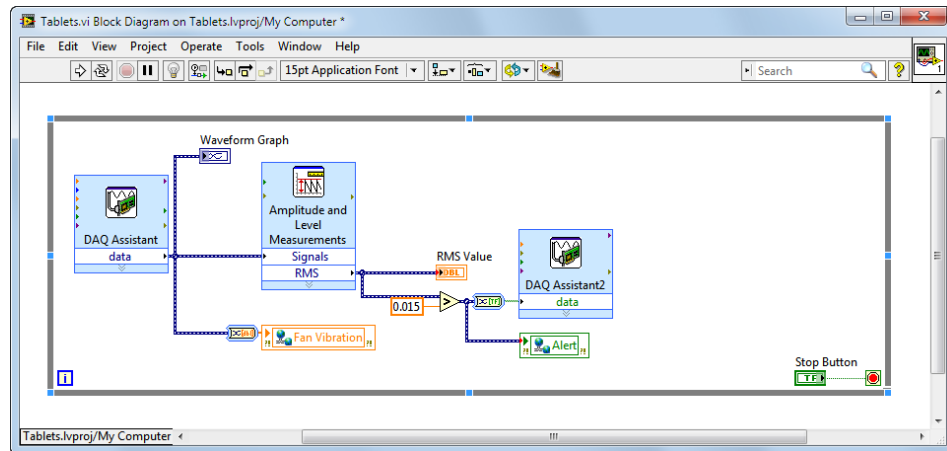 Tablets.vi Block Diagram on Tablets.lvproj/My Computer *
File Edit View Project Operate Tools Window Help
15pt Application Font
Search
1
Waveform Graph
DAQ Assistant
data
Amplitude and
Level
Measurements
Signals
RMS
RMS Value
DBL
0.015
>
TF
DAQ Assistant2
data
Fan Vibration
Alert
Stop Button
TF
i
Tablets.lvproj/My Computer